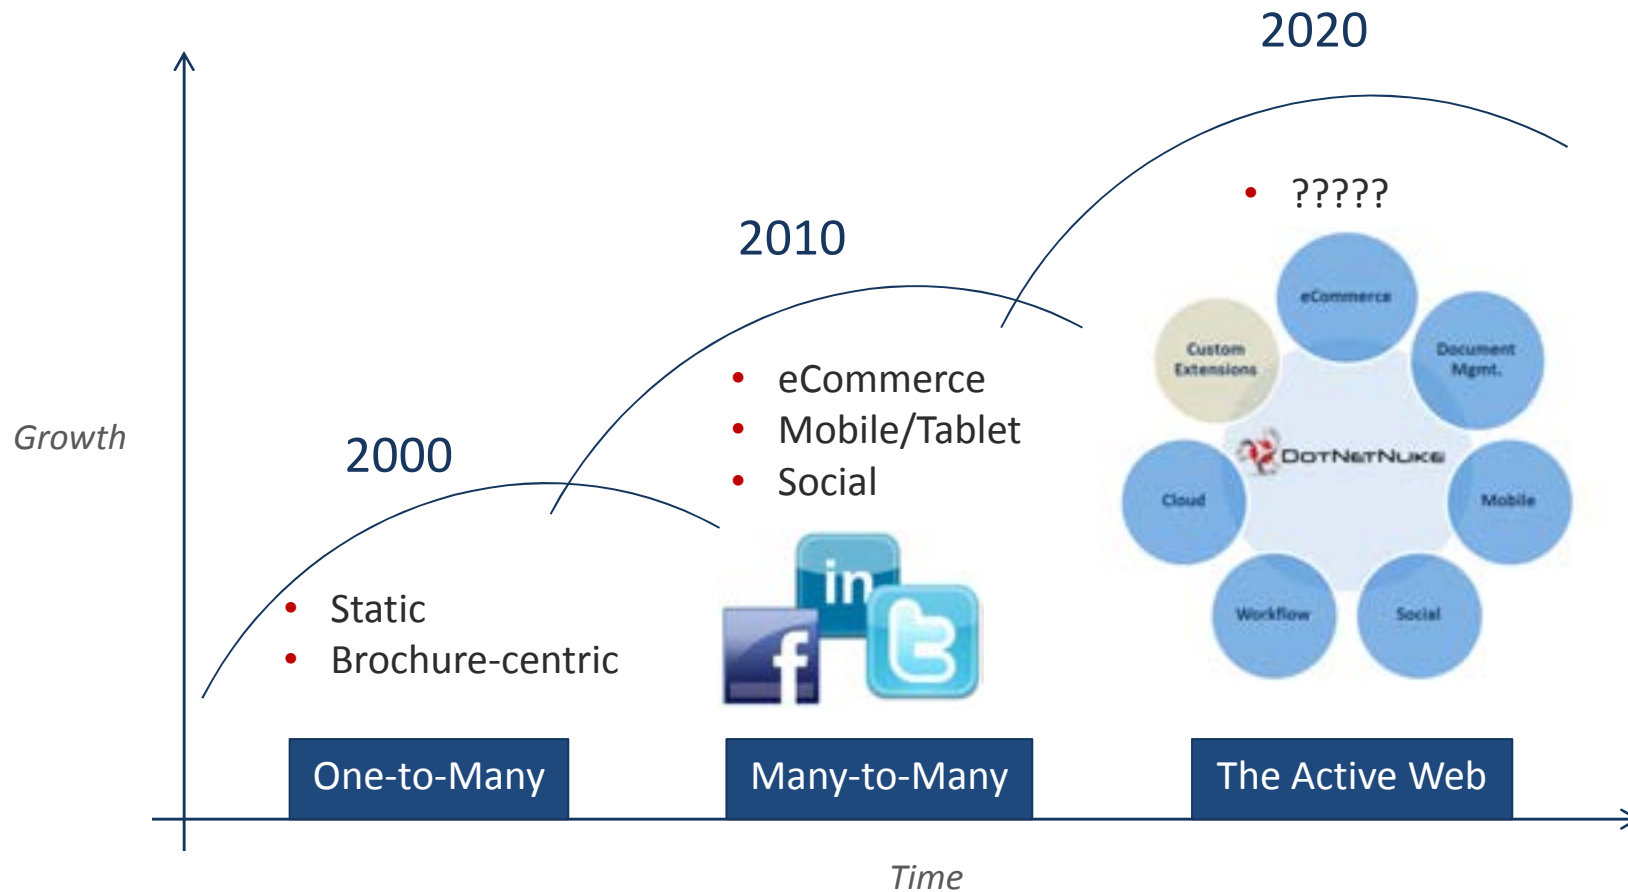 2020
• ?????
2010
• eCommerce
• Mobile/Tablet
• Social
2000
• Static
• Brochure-centric
Growth
in
f
t
eCommerce
Document
Mgmt.
Custom
Extensions
DotNetNuke
Cloud
Mobile
Workflow
Social
One-to-Many
Many-to-Many
The Active Web
Time